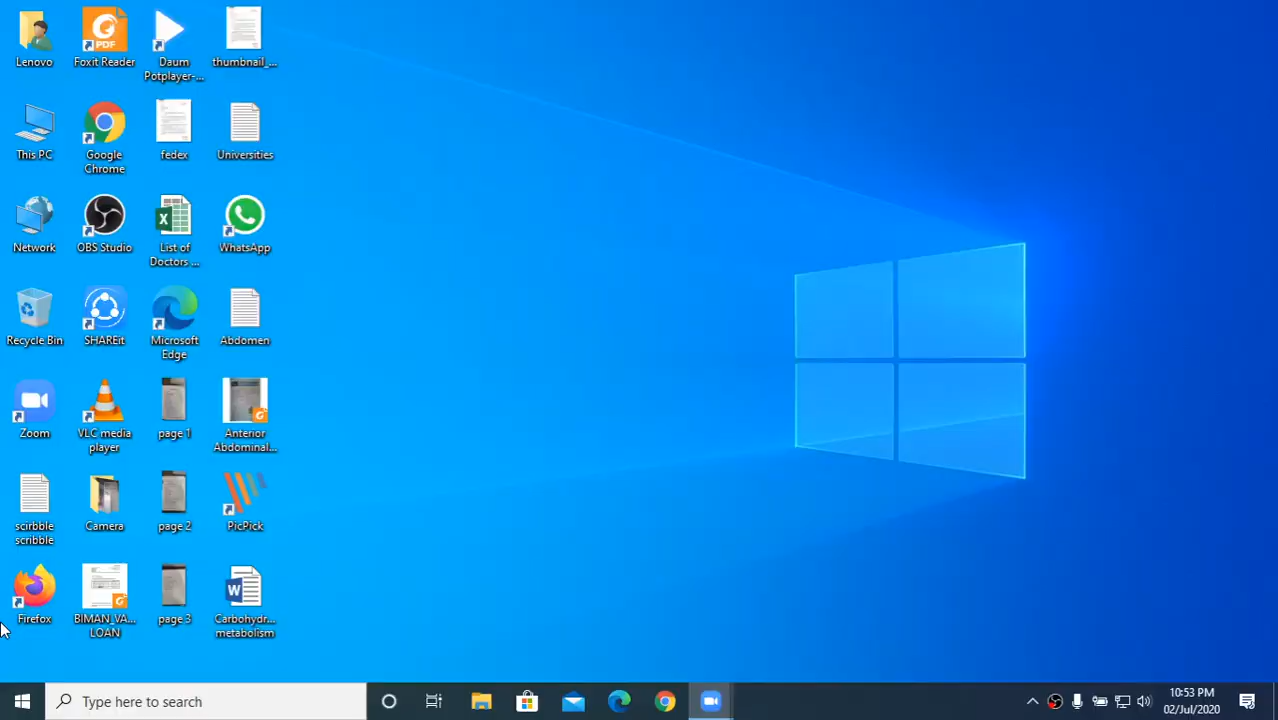 Lenovo
Foxit Reader
Daum
Potplayer-...
thumbnail_...
This PC
Google
Chrome
fedex
Universities
Network
OBS Studio
List of
Doctors ...
WhatsApp
Recycle Bin
SHAREit
Microsoft
Edge
Abdomen
Zoom
VLC media
player
page 1
Anterior
Abdominal...
scirbble
scribble
Camera
page 2
PicPick
Firefox
BIMAN_VA...
LOAN
page 3
Carbohydr...
metabolism
PDF
Type here to search
10:53 PM
02/Jul/2020